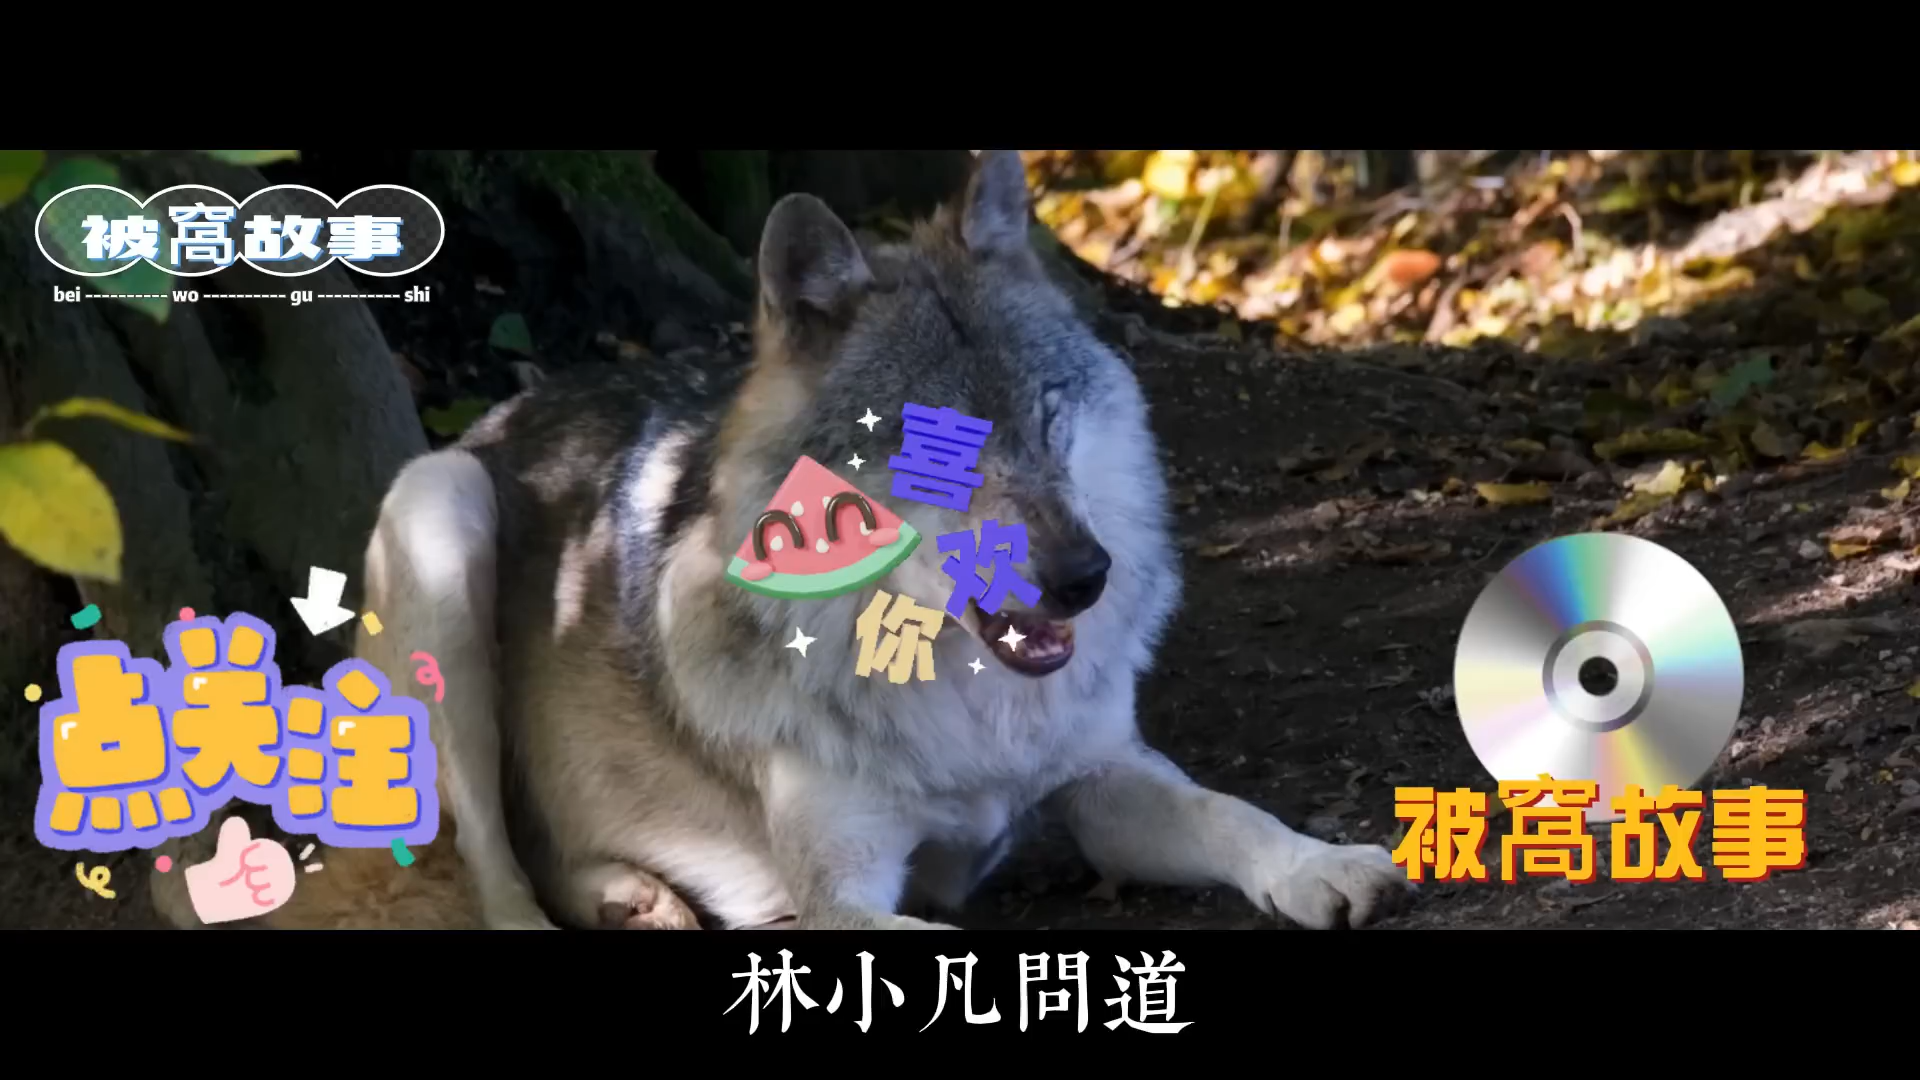 被窩故事
bei ---------- wo ---------- gu ---------- shi
喜欢你
点关注
被窩故事
林小凡問道